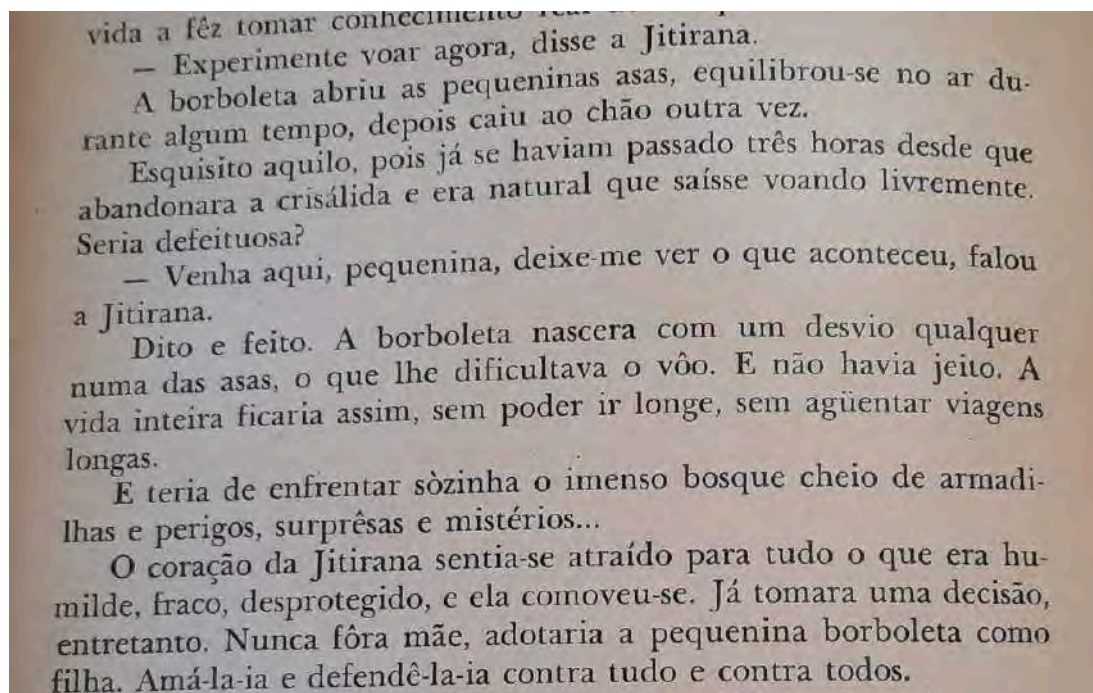 vida a fêz tomar conhecimento
— Experimente voar agora, disse a Jitirana.
A borboleta abriu as pequeninas asas, equilibrou-se no ar du-
rante algum tempo, depois caiu ao chão outra vez.
Esquisito aquilo, pois já se haviam passado três horas desde que
abandonara a crisálida e era natural que saísse voando livremente.
Seria defeituosa?
— Venha aqui, pequenina, deixe-me ver o que aconteceu, falou
a Jitirana.
Dito e feito. A borboleta nascera com um desvio qualquer
numa das asas, o que lhe dificultava o vôo. E não havia jeito. A
vida inteira ficaria assim, sem poder ir longe, sem agüentar viagens
longas.
E teria de enfrentar sòzinha o imenso bosque cheio de armadi-
lhas e perigos, surprêsas e mistérios...
O coração da Jitirana sentia-se atraído para tudo o que era hu-
milde, fraco, desprotegido, e ela comoveu-se. Já tomara uma decisão,
entretanto. Nunca fôra mãe, adotaria a pequenina borboleta como
filha. Amá-la-ia e defendê-la-ia contra tudo e contra todos.